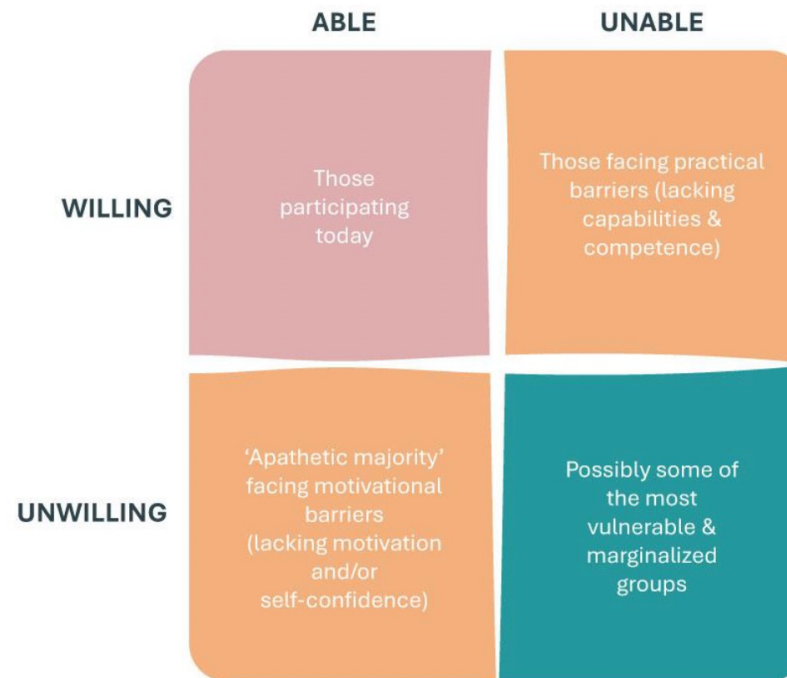 ABLE
UNABLE
WILLING
Those
participating
today
Those facing practical
barriers (lacking
capabilities &
competence)
UNWILLING
‘Apathetic majority’
facing motivational
barriers
(lacking motivation
and/or
self-confidence)
Possibly some of
the most
vulnerable &
marginalized
groups